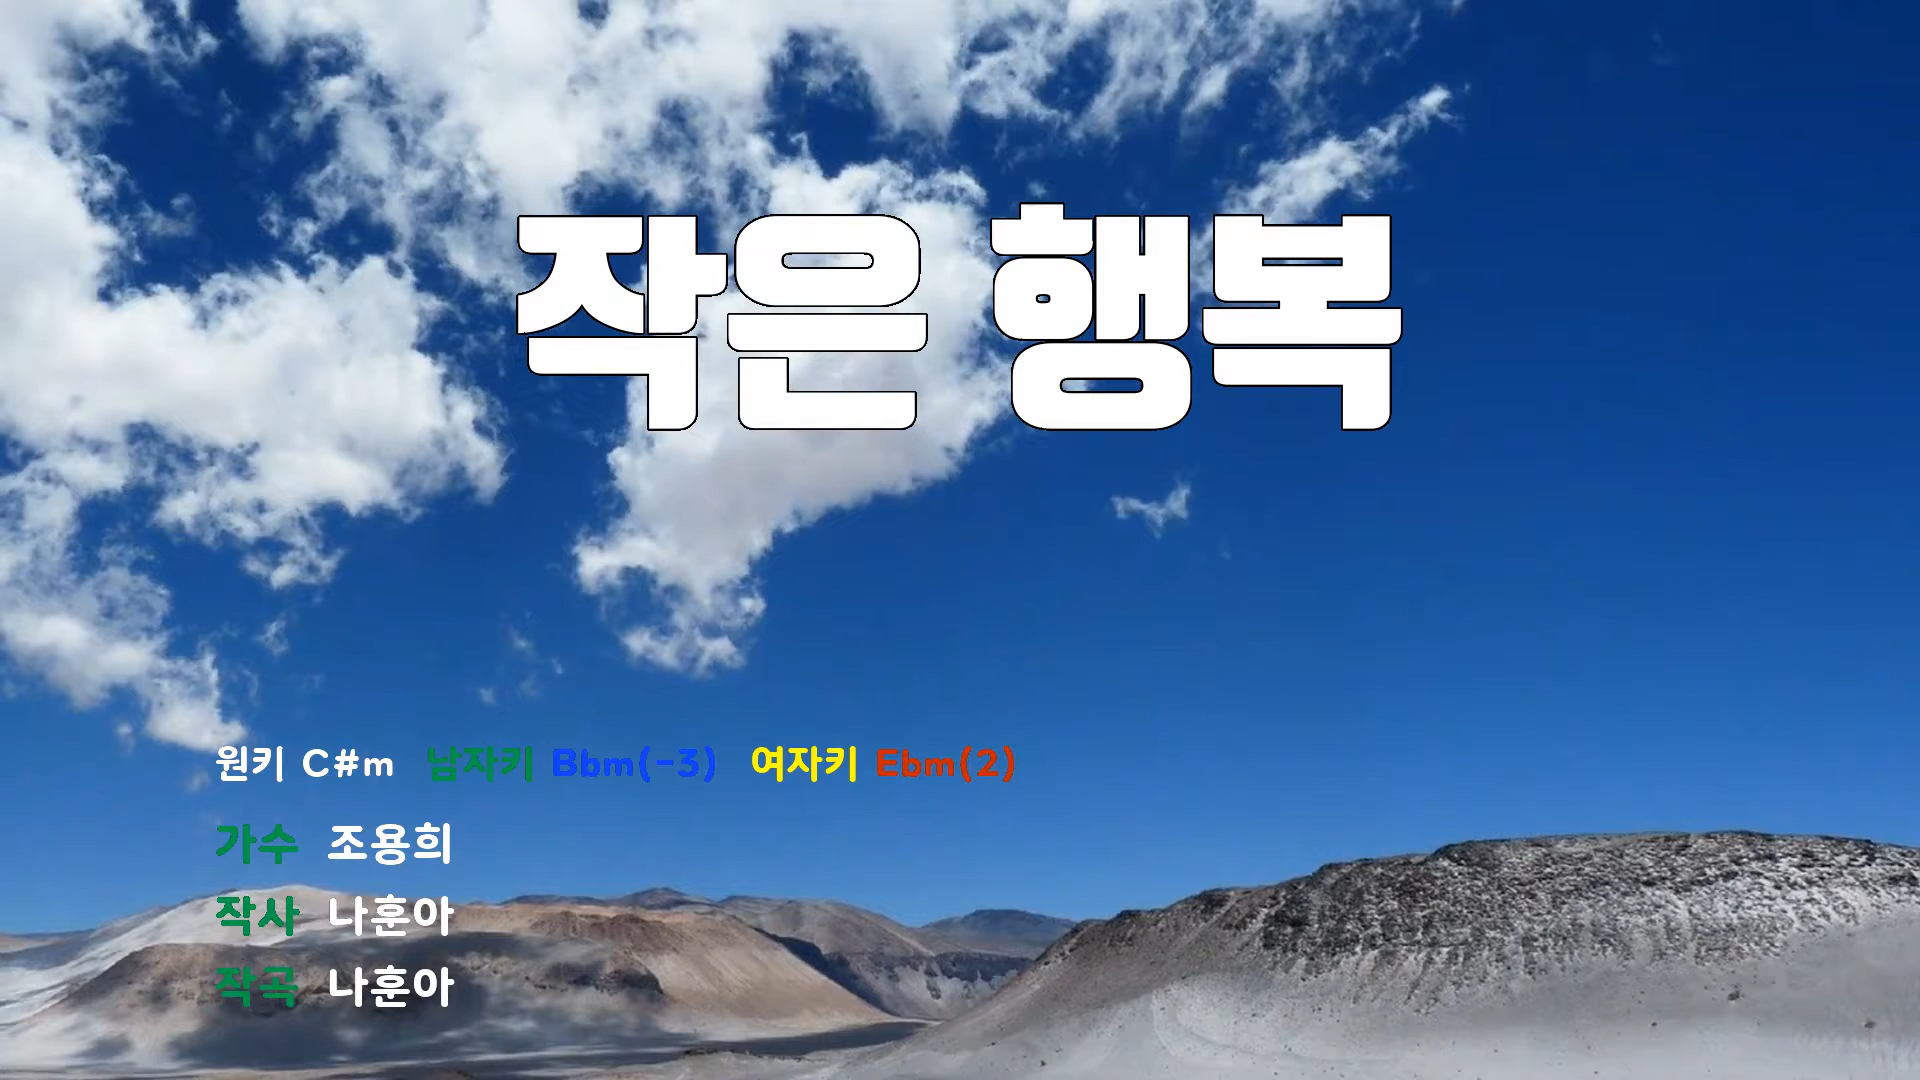 작은 행복
원키 C#m 남자키 Bbm(-3) 여자키 Ebm(2)
가수 조용희
작사 나훈아
작곡 나훈아